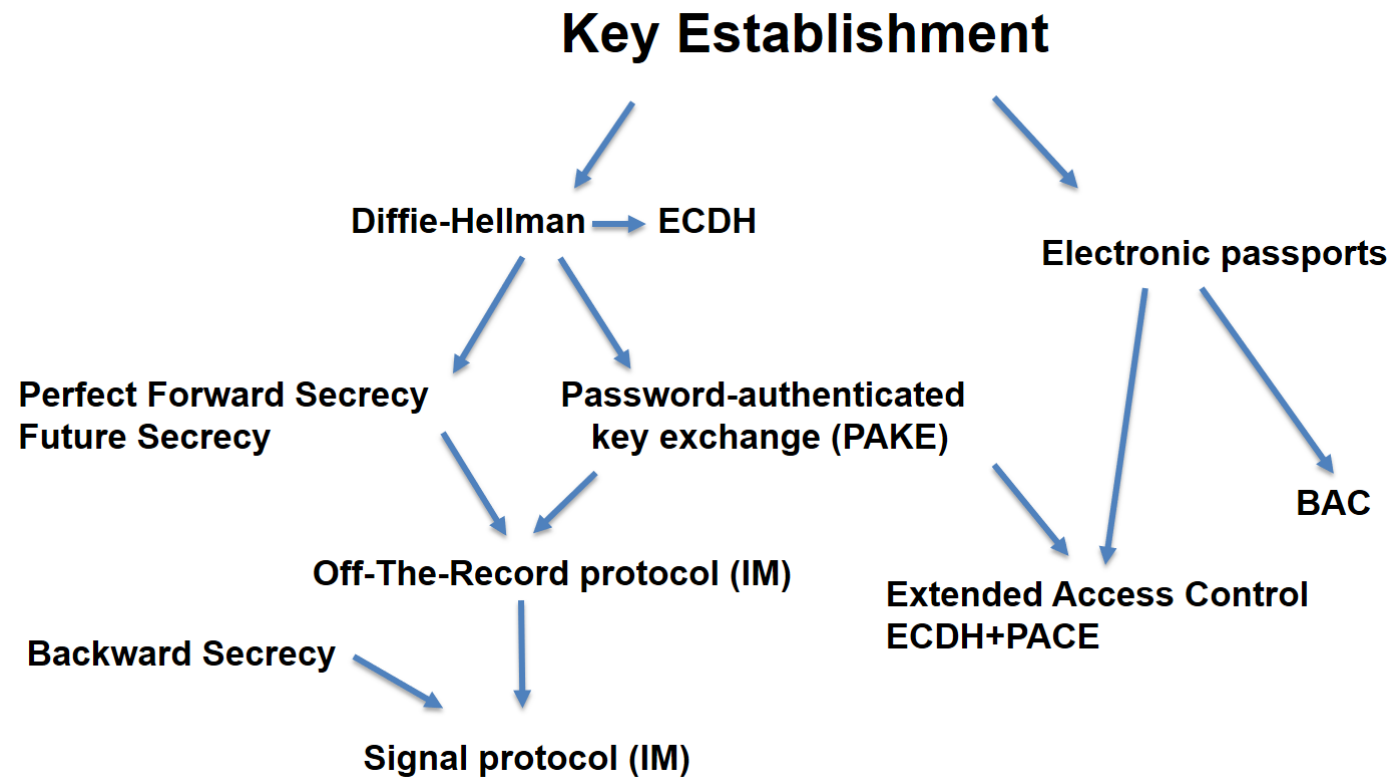 Key Establishment
Diffie-Hellman
ECDH
Electronic passports
Perfect Forward Secrecy
Future Secrecy
Password-authenticated
key exchange (PAKE)
BAC
Off-The-Record protocol (IM)
Extended Access Control
ECDH+PACE
Backward Secrecy
Signal protocol (IM)